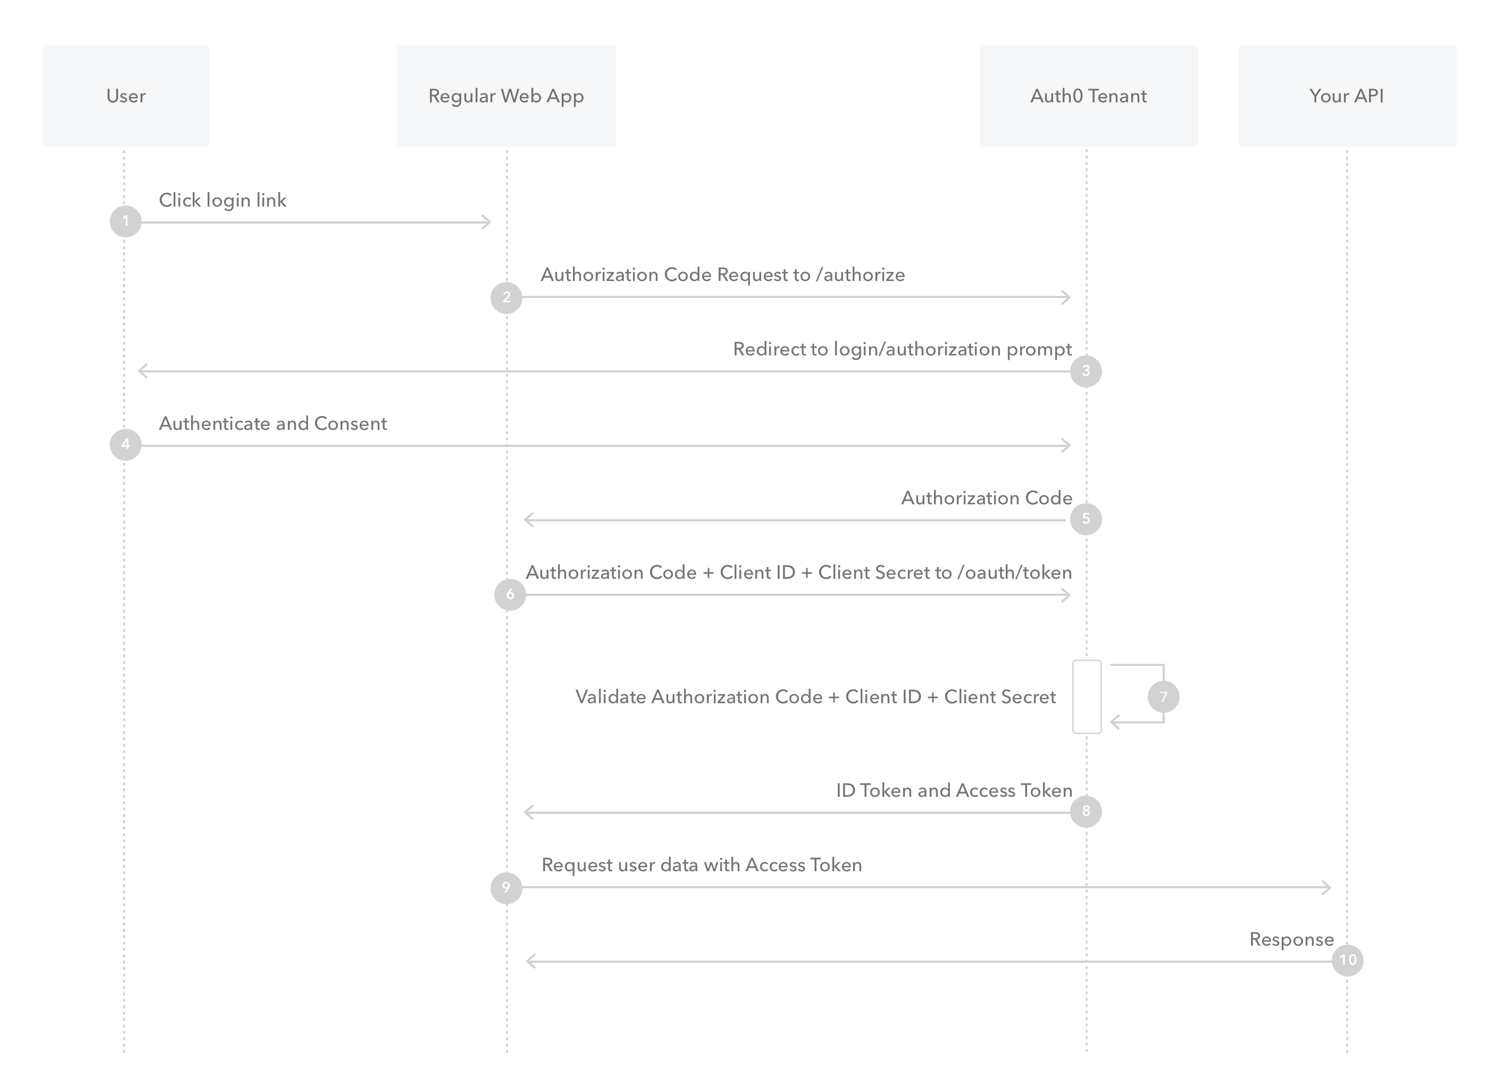 User
Regular Web App
Auth0 Tenant
Your API
Click login link
1
Authorization Code Request to /authorize
2
Redirect to login/authorization prompt
3
Authenticate and Consent
4
Authorization Code
5
Authorization Code + Client ID + Client Secret to /oauth/token
6
Validate Authorization Code + Client ID + Client Secret
7
ID Token and Access Token
8
Request user data with Access Token
9
Response
10